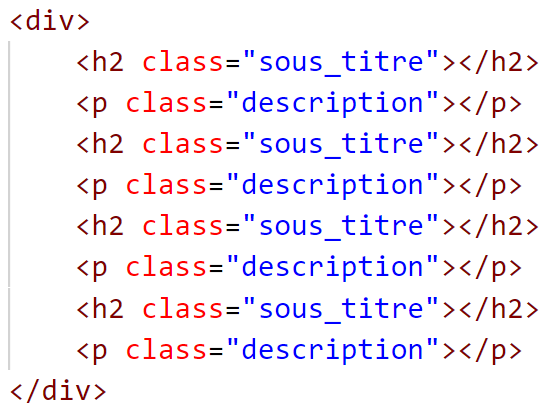 <div>
    <h2 class="sous_titre"></h2>
    <p class="description"></p>
    <h2 class="sous_titre"></h2>
    <p class="description"></p>
    <h2 class="sous_titre"></h2>
    <p class="description"></p>
    <h2 class="sous_titre"></h2>
    <p class="description"></p>
</div>